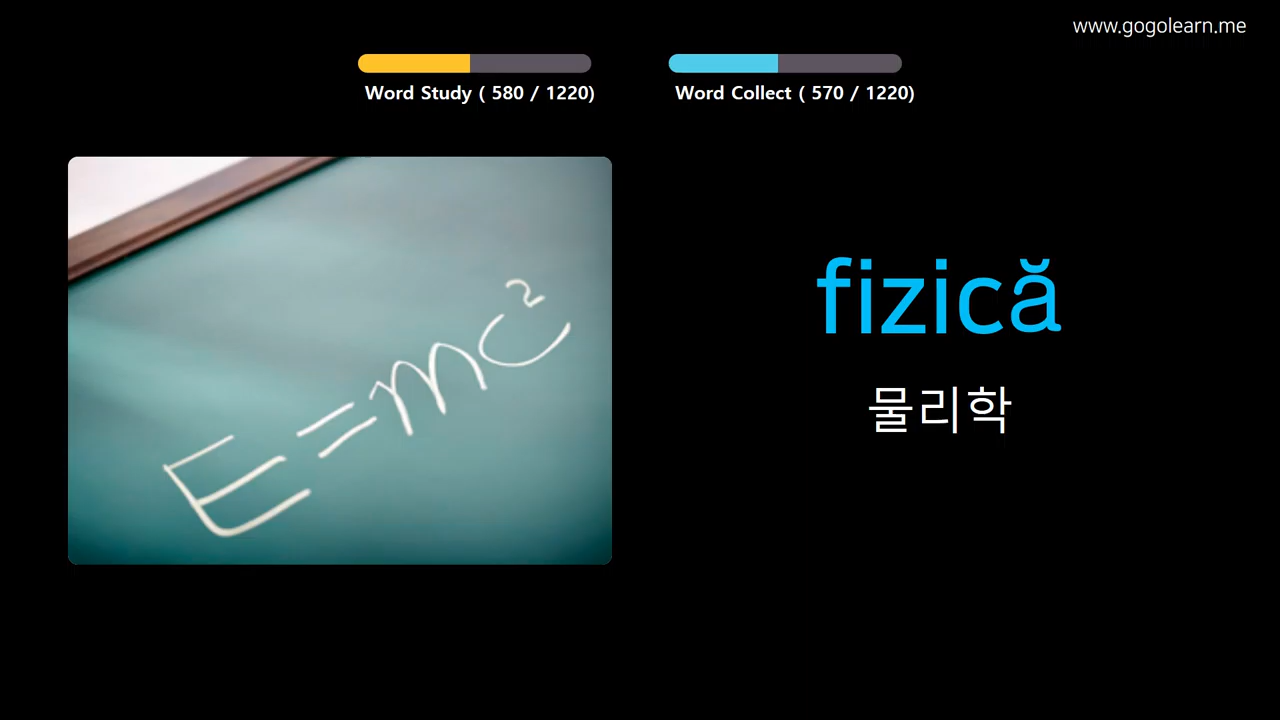 www.gogolearn.me
Word Study ( 580 / 1220)
Word Collect ( 570 / 1220)
E=mc²
fizică
물리학